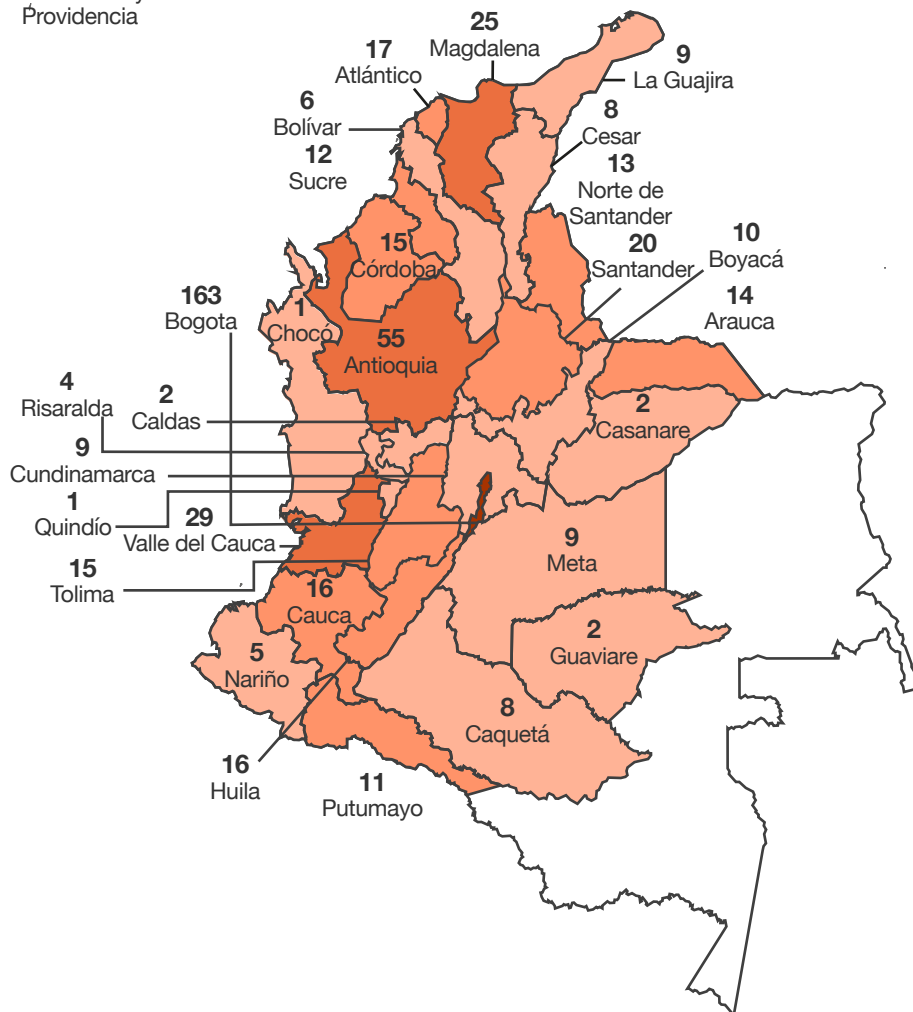 Providencia
25
Magdalena
17
Atlántico
9
La Guajira
6
Bolívar
8
Cesar
12
Sucre
13
Norte de
Santander
15
Córdoba
20
Santander
10
Boyacá
163
Bogota
1
Chocó
14
Arauca
55
Antioquia
4
Risaralda
2
Caldas
2
Casanare
9
Cundinamarca
1
Quindío
29
Valle del Cauca
9
Meta
15
Tolima
16
Cauca
2
Guaviare
5
Nariño
8
Caquetá
16
Huila
11
Putumayo